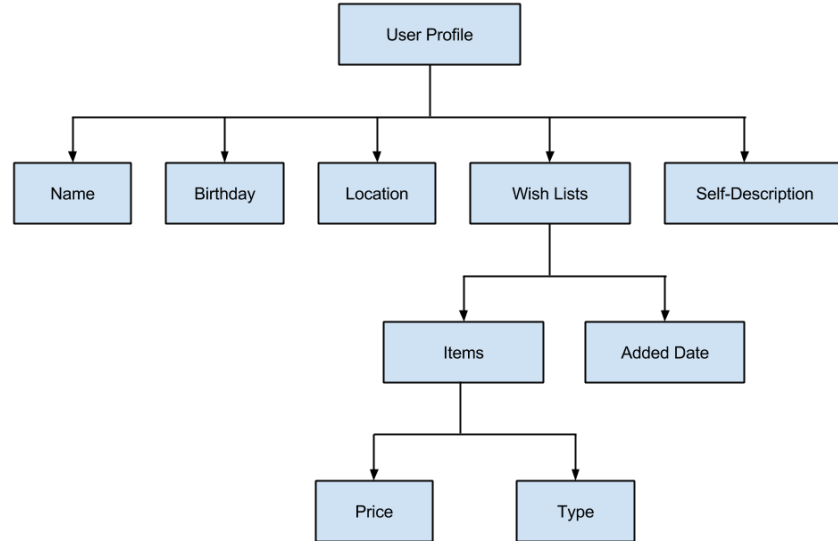 User Profile
Name
Birthday
Location
Wish Lists
Self-Description
Items
Added Date
Price
Type